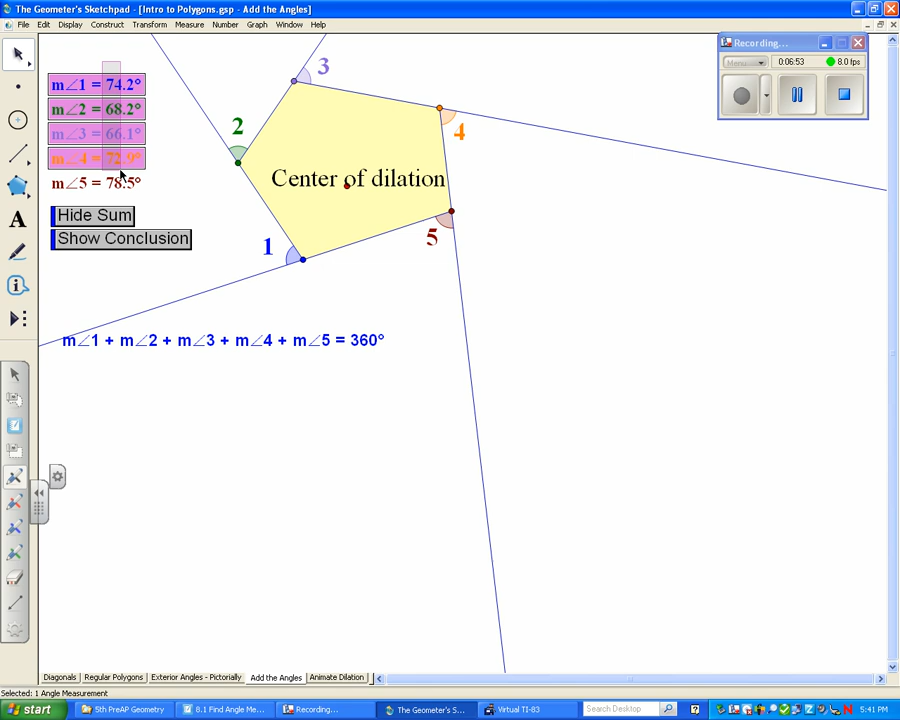 The Geometer's Sketchpad - [Intro to Polygons.gsp - Add the Angles]
File Edit Display Construct Transform Measure Number Graph Window Help
Recording...
Menu
0:06:53 8.0 fps
m∠1 = 74.2°
m∠2 = 68.2°
m∠3 = 66.1°
m∠4 = 72.9°
m∠5 = 78.5°
Hide Sum
Show Conclusion
3
2
4
Center of dilation
1
5
m∠1 + m∠2 + m∠3 + m∠4 + m∠5 = 360°
A
Diagonals Regular Polygons Exterior Angles - Pictorially Add the Angles Animate Dilation
Selected: 1 Angle Measurement
start 5th PreAP Geometry 8.1 Find Angle Me... Recording... The Geometer's S... Virtual TI-83 Search Desktop 5:41 PM